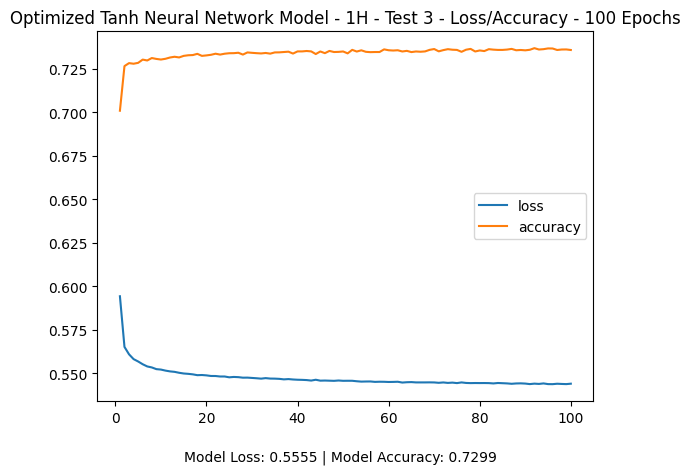 Optimized Tanh Neural Network Model - 1H - Test 3 - Loss/Accuracy - 100 Epochs
0.725
0.700
0.675
0.650
0.625
0.600
0.575
0.550
loss
accuracy
0 20 40 60 80 100
Model Loss: 0.5555 | Model Accuracy: 0.7299